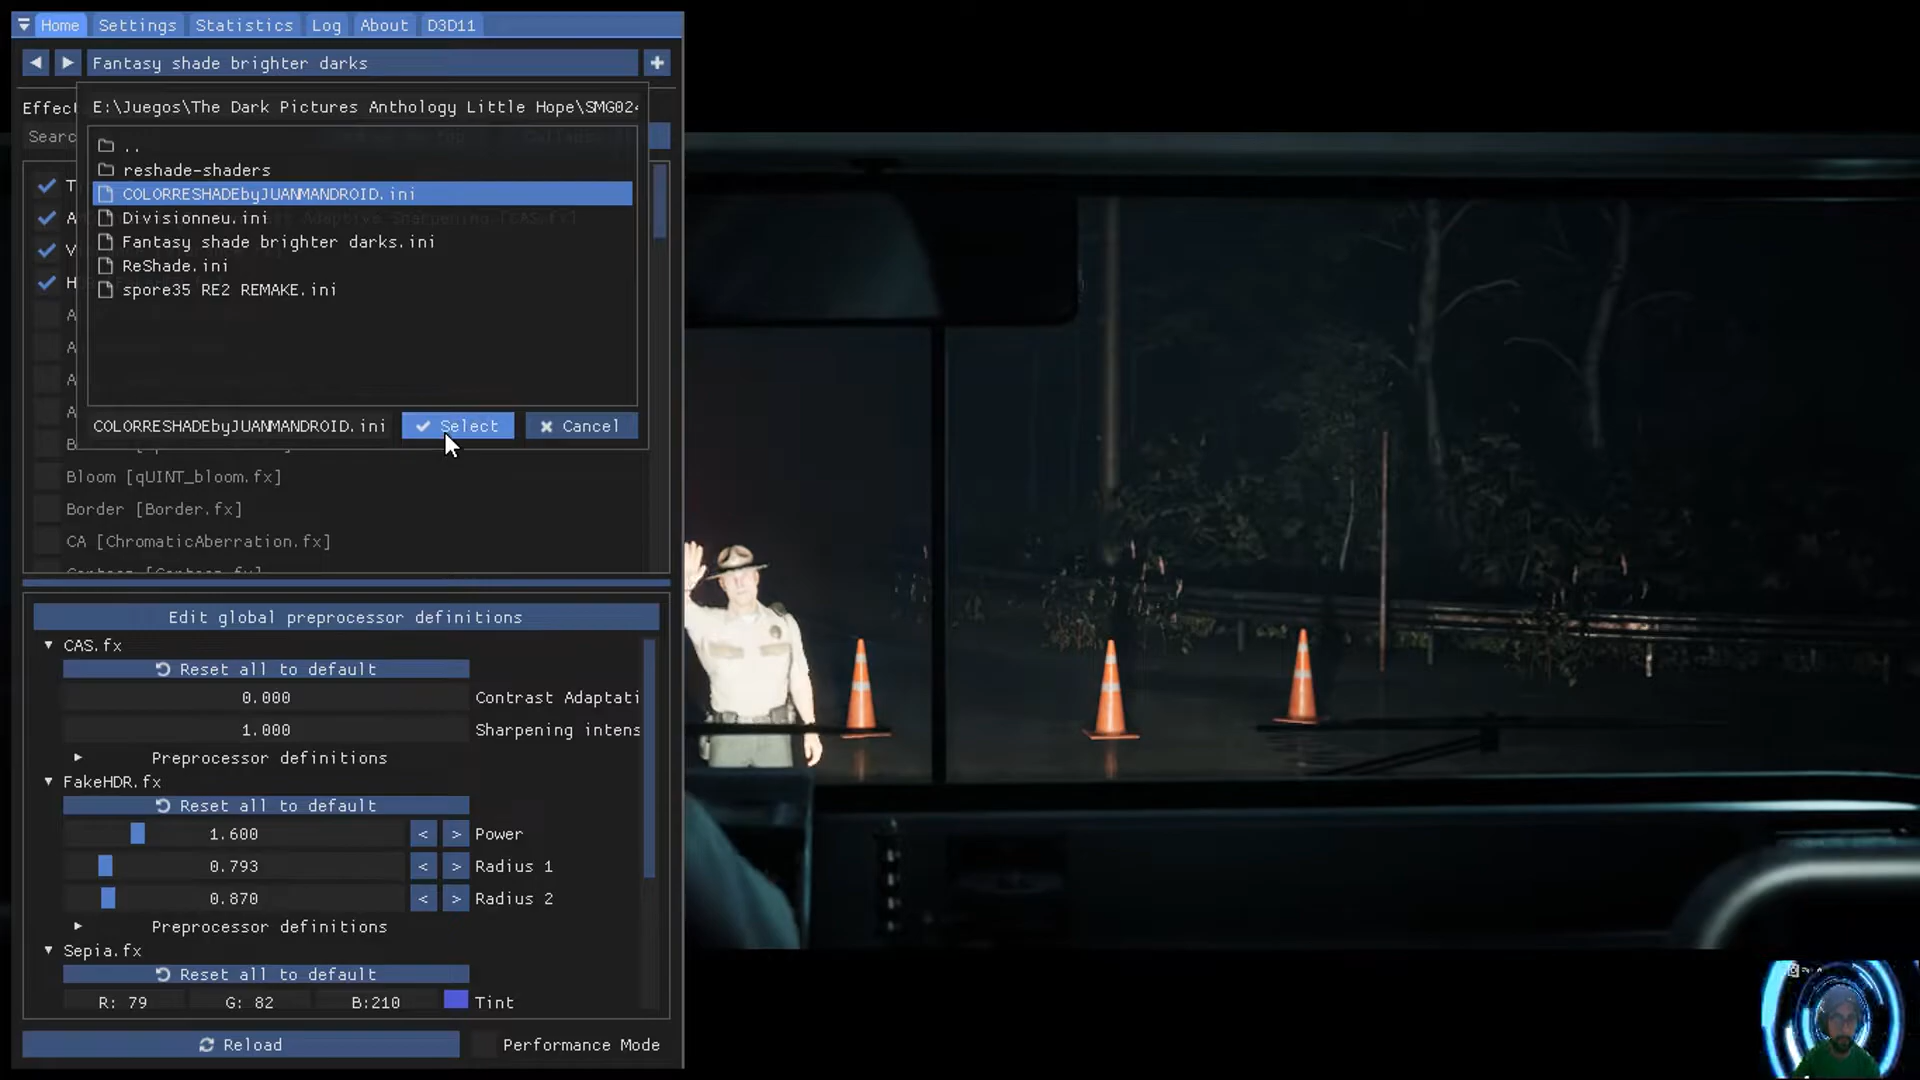 Home Settings Statistics Log About D3D11
Fantasy shade brighter darks
E:\Juegos\The Dark Pictures Anthology Little Hope\SMG024
Effect
Searc
..
reshade-shaders
COLORRESHADEbyJUANMANDROID.ini
Divisionneu.ini
Fantasy shade brighter darks.ini
ReShade.ini
spore35 RE2 REMAKE.ini
COLORRESHADEbyJUANMANDROID.ini Select Cancel
Bloom [qUINT_bloom.fx]
Border [Border.fx]
CA [ChromaticAberration.fx]
Edit global preprocessor definitions
CAS.fx
Reset all to default
0.000 Contrast Adaptati
1.000 Sharpening intens
Preprocessor definitions
FakeHDR.fx
Reset all to default
1.600 < > Power
0.793 < > Radius 1
0.870 < > Radius 2
Preprocessor definitions
Sepia.fx
Reset all to default
R: 79 G: 82 B:210 Tint
Reload Performance Mode